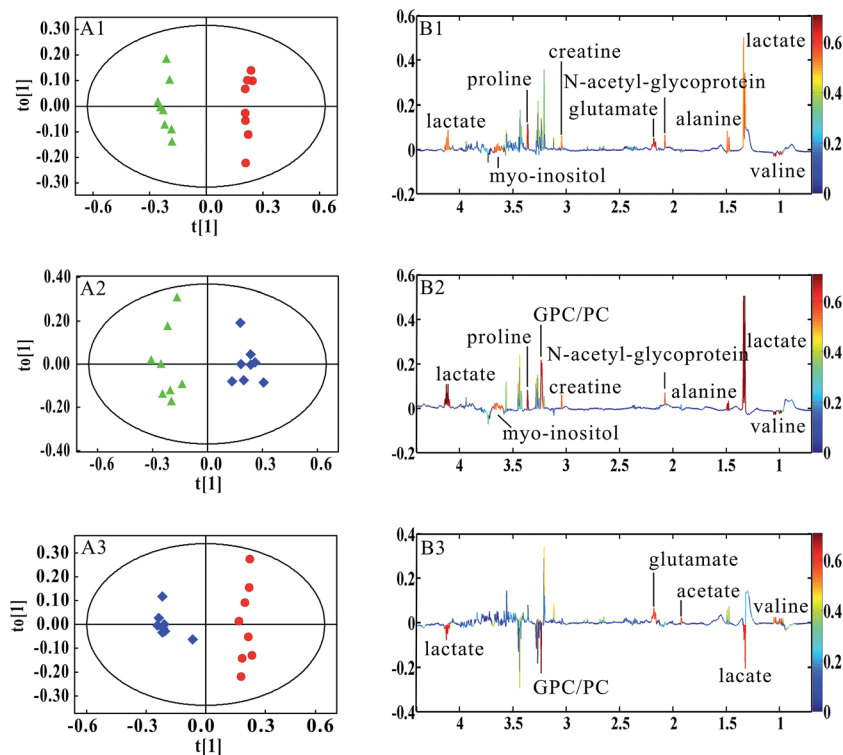 A1
to[1]
0.30
0.20
0.10
0.00
-0.10
-0.20
-0.30
-0.6 -0.3 0.0 0.3 0.6
t[1]
B1
0.6
0.4
0.2
0
-0.2
lactate
creatine
proline
N-acetyl-glycoprotein
glutamate
lactate
alanine
myo-inositol
valine
4 3.5 3 2.5 2 1.5 1
0.6
0.4
0.2
0
A2
to[1]
0.40
0.20
0.00
-0.20
0.40
-0.6 -0.3 0.0 0.3 0.6
t[1]
B2
0.6
0.4
0.2
0
-0.2
GPC/PC
proline
lactate
N-acetyl-glycoprotein
lactate
creatine
alanine
myo-inositol
valine
4 3.5 3 2.5 2 1.5 1
0.6
0.4
0.2
0
A3
to[1]
0.30
0.20
0.10
0.00
-0.10
-0.20
-0.30
-0.6 -0.3 0.0 0.3 0.6
t[1]
B3
0.4
0.2
0
-0.2
0.4
glutamate
acetate
valine
lactate
lacate
GPC/PC
4 3.5 3 2.5 2 1.5 1
0.6
0.4
0.2
0